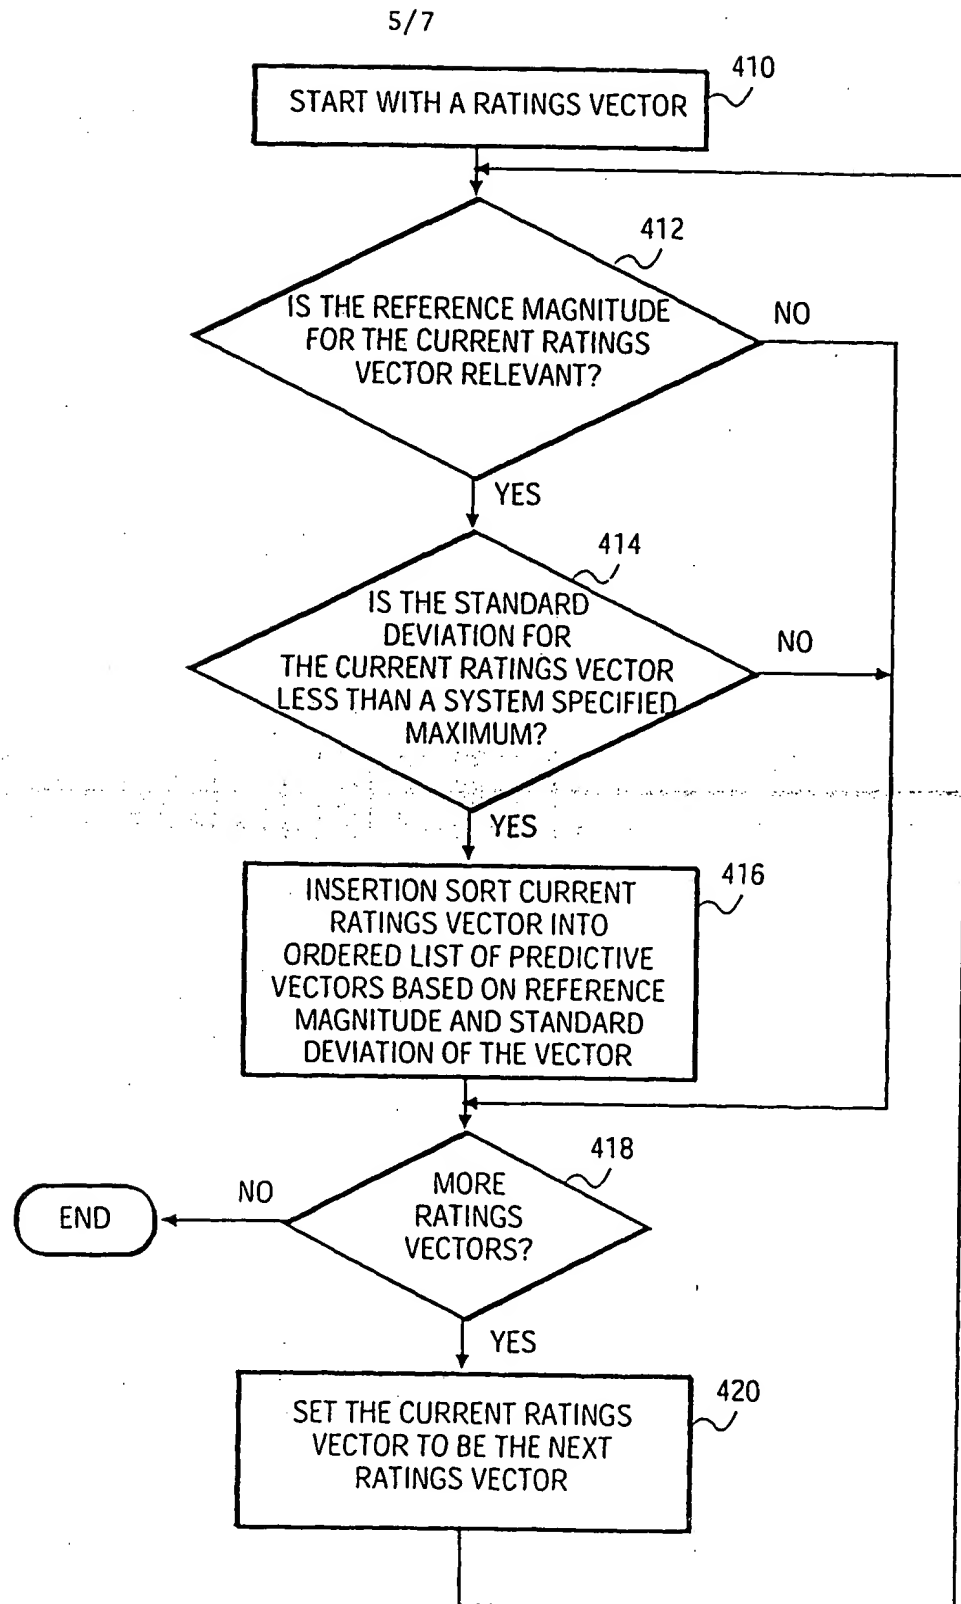 5/7
410
START WITH A RATINGS VECTOR
412
IS THE REFERENCE MAGNITUDE
FOR THE CURRENT RATINGS
VECTOR RELEVANT?
NO
YES
414
IS THE STANDARD
DEVIATION FOR
THE CURRENT RATINGS VECTOR
LESS THAN A SYSTEM SPECIFIED
MAXIMUM?
NO
YES
416
INSERTION SORT CURRENT
RATINGS VECTOR INTO
ORDERED LIST OF PREDICTIVE
VECTORS BASED ON REFERENCE
MAGNITUDE AND STANDARD
DEVIATION OF THE VECTOR
418
MORE
RATINGS
VECTORS?
NO
END
YES
420
SET THE CURRENT RATINGS
VECTOR TO BE THE NEXT
RATINGS VECTOR